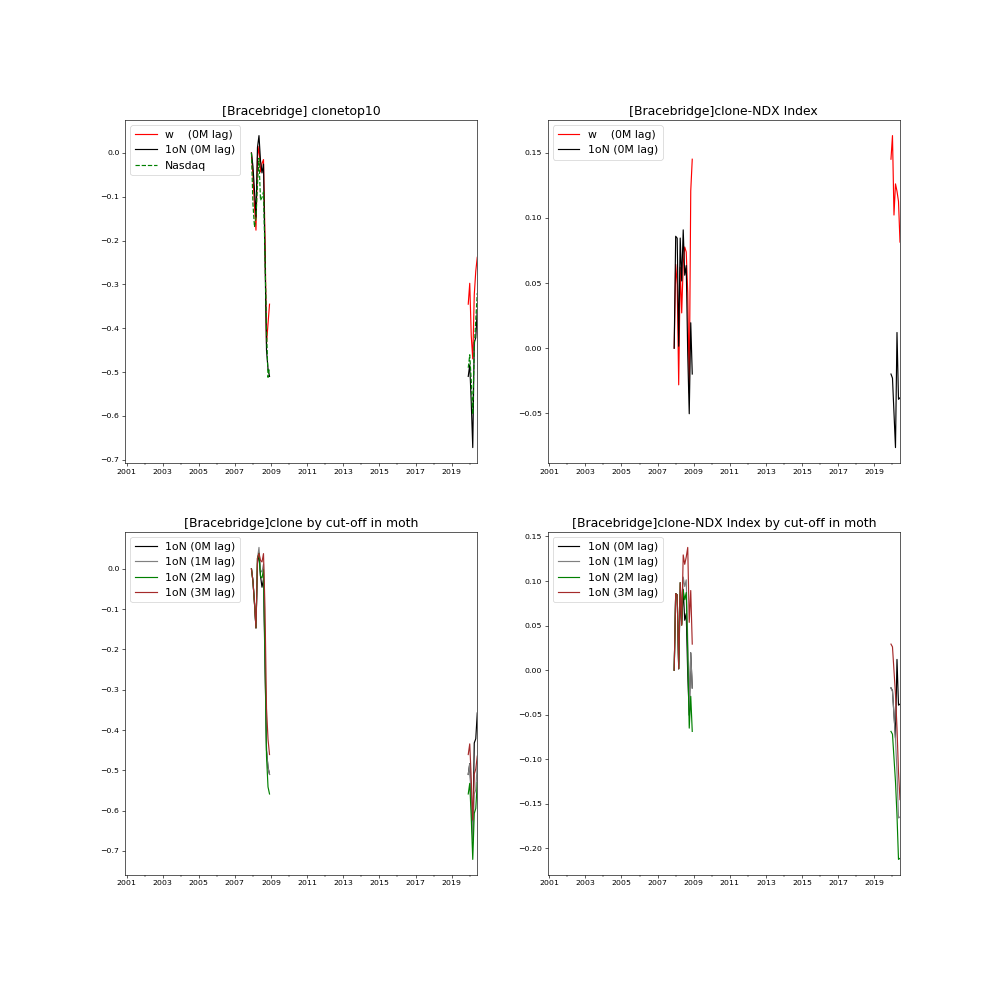 [Bracebridge] clonetop10
w    (0M lag)
1oN (0M lag)
Nasdaq
0.0
−0.1
−0.2
−0.3
−0.4
−0.5
−0.6
−0.7
2001 2003 2005 2007 2009 2011 2013 2015 2017 2019
[Bracebridge]clone-NDX Index
w    (0M lag)
1oN (0M lag)
0.15
0.10
0.05
0.00
−0.05
2001 2003 2005 2007 2009 2011 2013 2015 2017 2019
[Bracebridge]clone by cut-off in moth
1oN (0M lag)
1oN (1M lag)
1oN (2M lag)
1oN (3M lag)
0.0
−0.1
−0.2
−0.3
−0.4
−0.5
−0.6
−0.7
2001 2003 2005 2007 2009 2011 2013 2015 2017 2019
[Bracebridge]clone-NDX Index by cut-off in moth
1oN (0M lag)
1oN (1M lag)
1oN (2M lag)
1oN (3M lag)
0.15
0.10
0.05
0.00
−0.05
−0.10
−0.15
−0.20
2001 2003 2005 2007 2009 2011 2013 2015 2017 2019